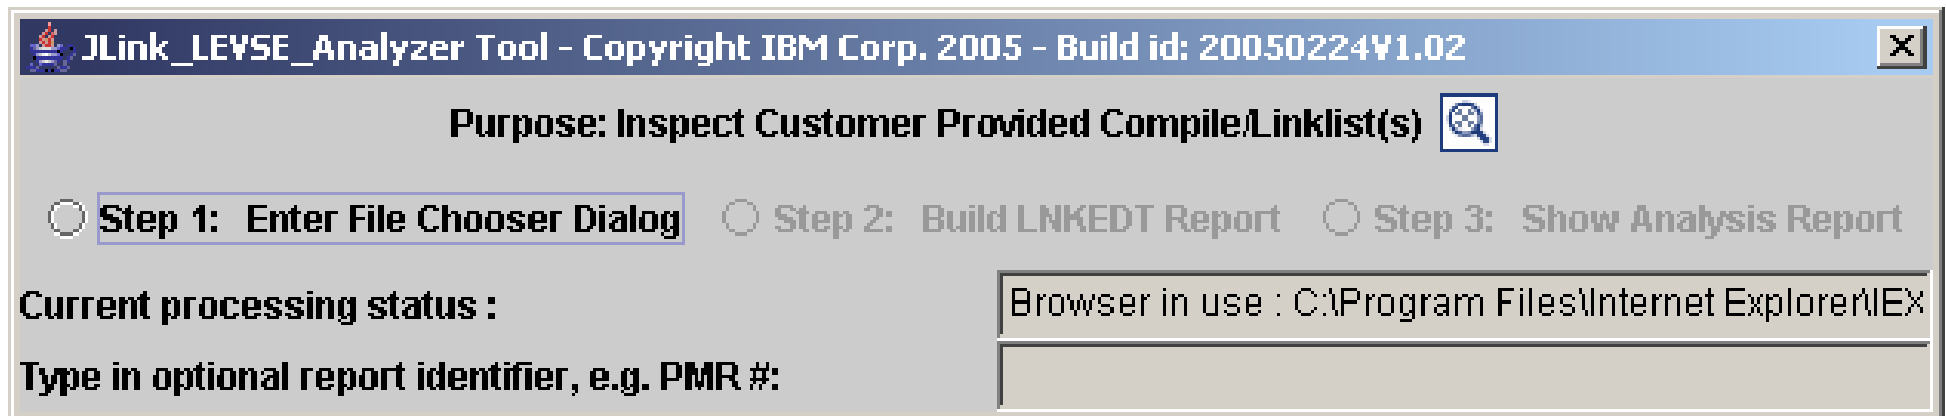 JLink_LEVSE_Analyzer Tool - Copyright IBM Corp. 2005 - Build id: 20050224V1.02
Purpose: Inspect Customer Provided Compile/Linklist(s)
Step 1: Enter File Chooser Dialog Step 2: Build LNKEDT Report Step 3: Show Analysis Report
Current processing status : Browser in use : C:\Program Files\Internet Explorer\IEX
Type in optional report identifier, e.g. PMR #: